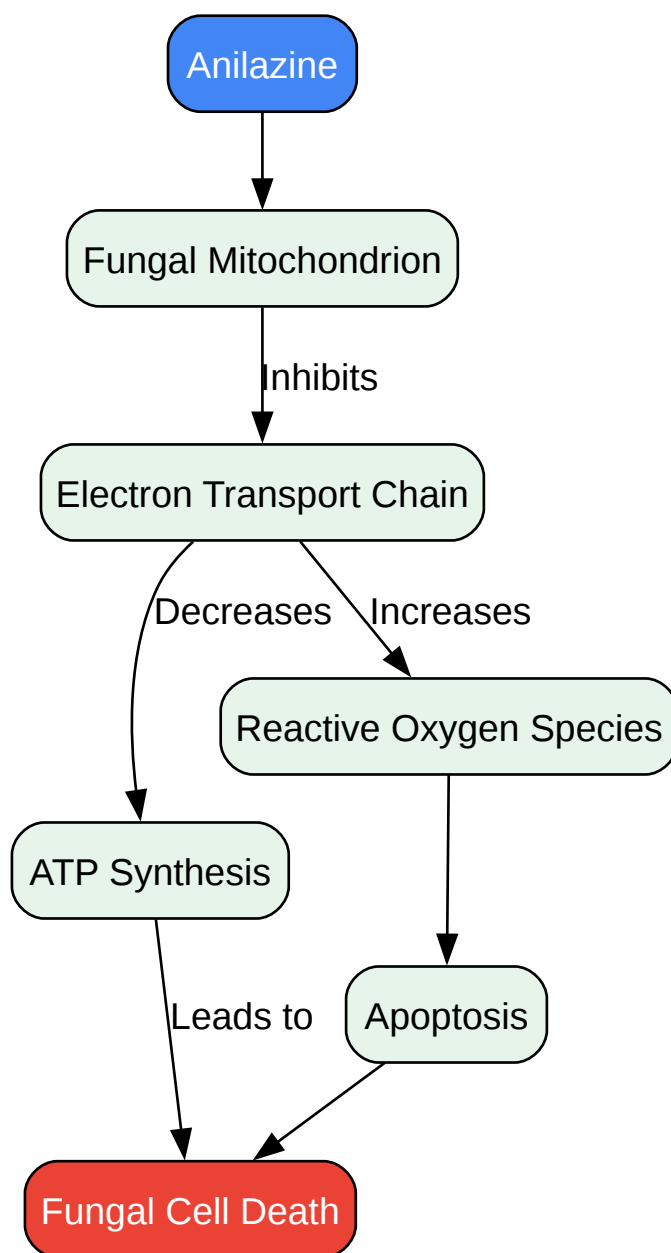 Anilazine
Fungal Mitochondrion
Inhibits
Electron Transport Chain
Decreases
Increases
Reactive Oxygen Species
ATP Synthesis
Leads to
Apoptosis
Fungal Cell Death